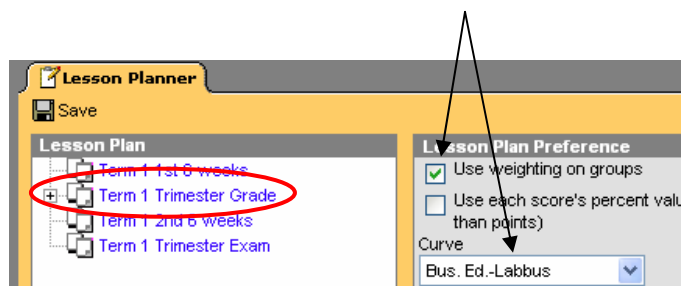 Lesson Planner
Save
Lesson Plan
Term 1 1st 6 weeks
Term 1 Trimester Grade
Term 1 2nd 6 weeks
Term 1 Trimester Exam
Lesson Plan Preference
Use weighting on groups
Use each score's percent valu
than points)
Curve
Bus. Ed.-Labbus